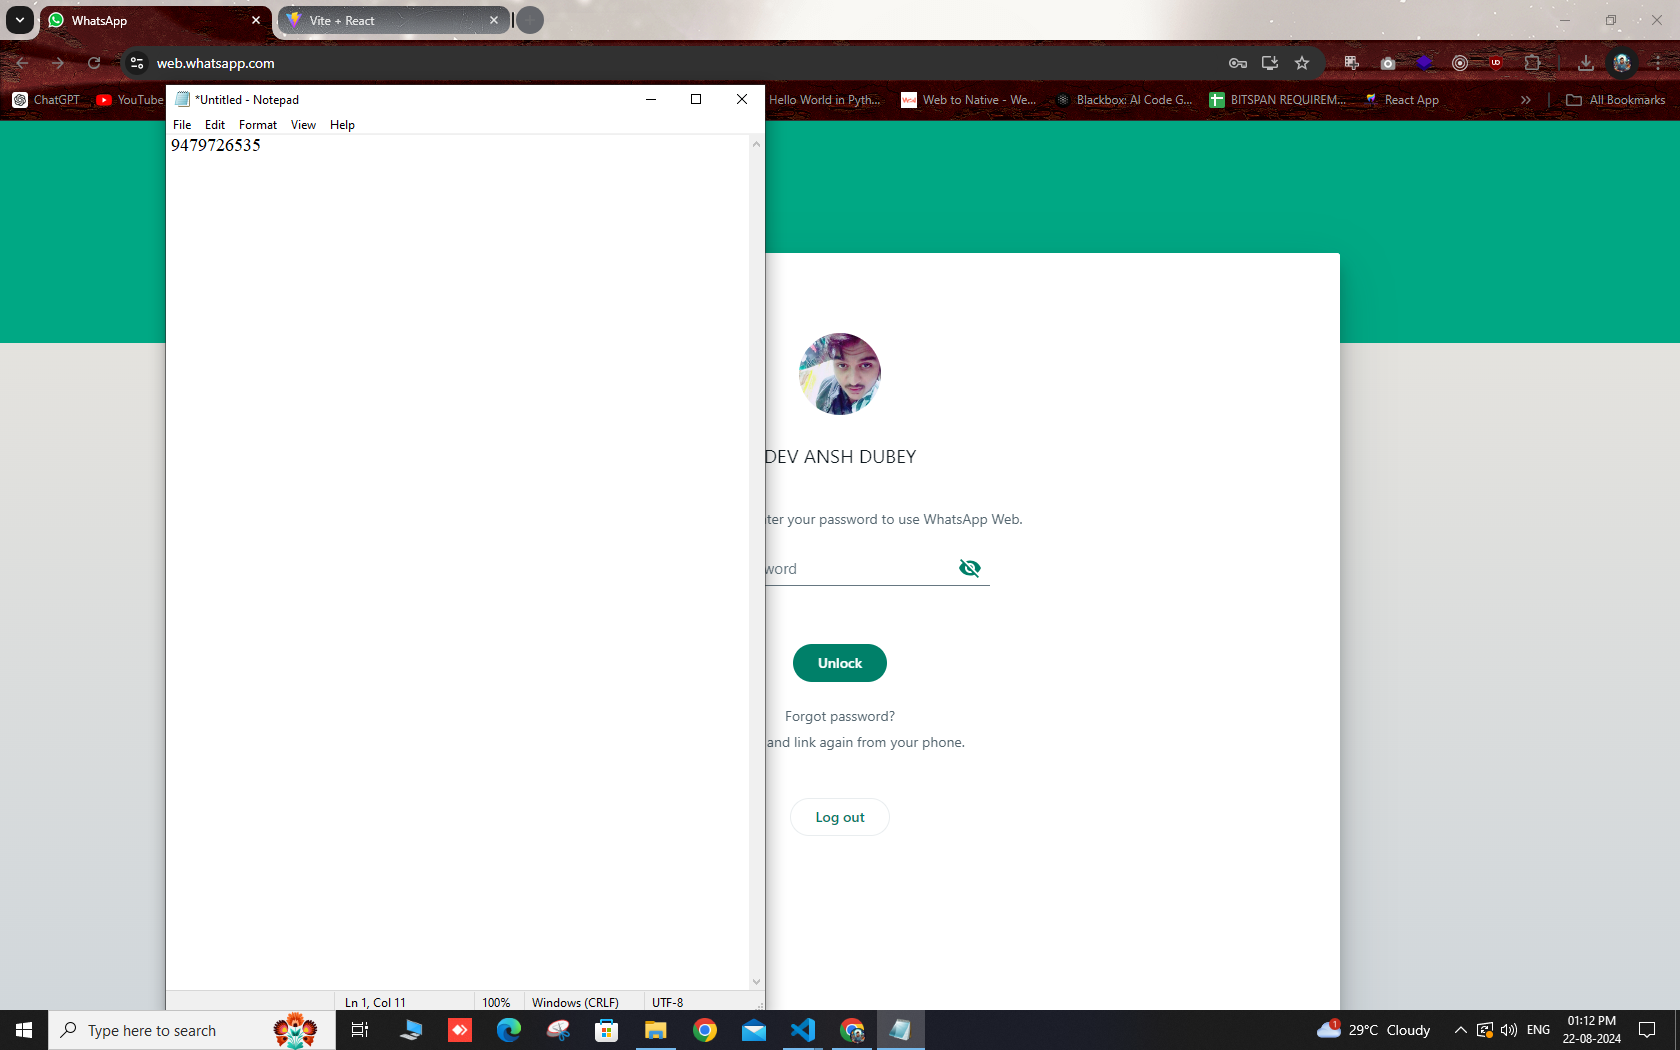 WhatsApp
Vite + React
web.whatsapp.com
ChatGPT
YouTube
Hello World in Pyth...
Web to Native - We...
Blackbox: AI Code G...
BITSPAN REQUIREM...
React App
All Bookmarks
*Untitled - Notepad
File Edit Format View Help
9479726535
DEV ANSH DUBEY
ter your password to use WhatsApp Web.
word
Unlock
Forgot password?
and link again from your phone.
Log out
Ln 1, Col 11 100% Windows (CRLF) UTF-8
Type here to search
29°C Cloudy
ENG
01:12 PM
22-08-2024